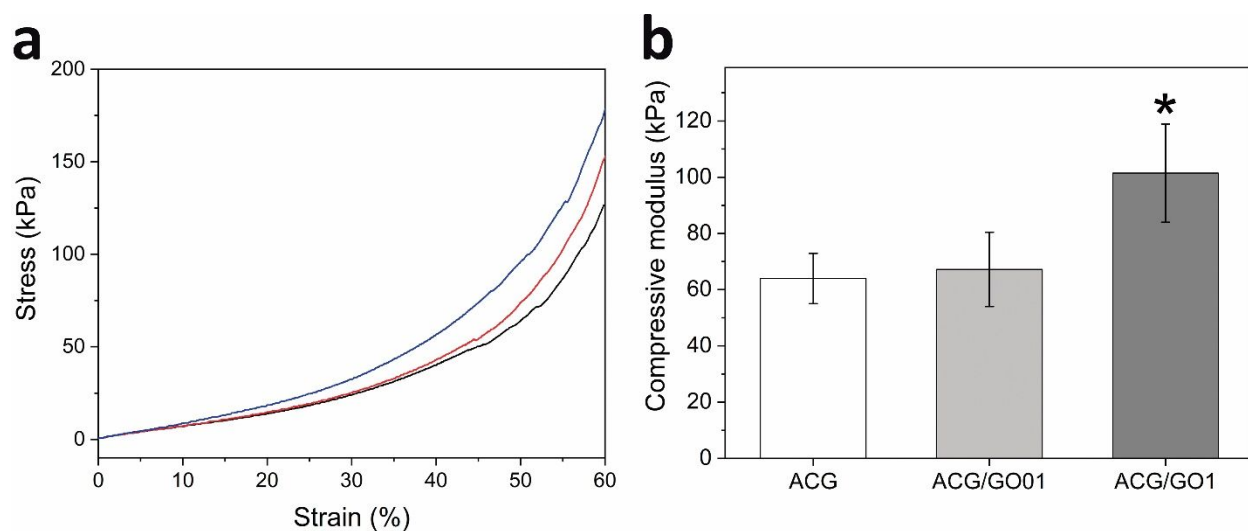 a
Stress (kPa)
200
150
100
50
0
0 10 20 30 40 50 60
Strain (%)
b
Compressive modulus (kPa)
120
100
80
60
40
20
0
*
ACG ACG/GO01 ACG/GO1